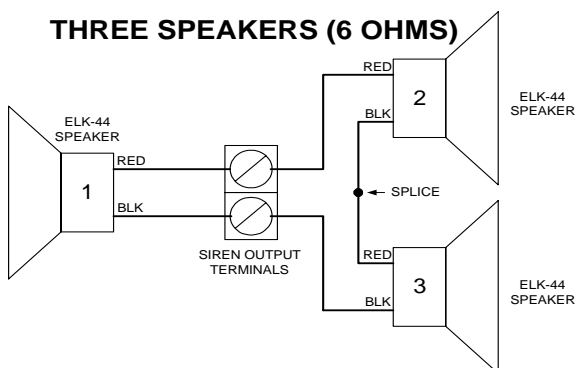 THREE SPEAKERS (6 OHMS)
RED
2
ELK-44
SPEAKER
BLK
ELK-44
SPEAKER
RED
1
BLK
SPLICE
SIREN OUTPUT
TERMINALS
RED
3
ELK-44
SPEAKER
BLK